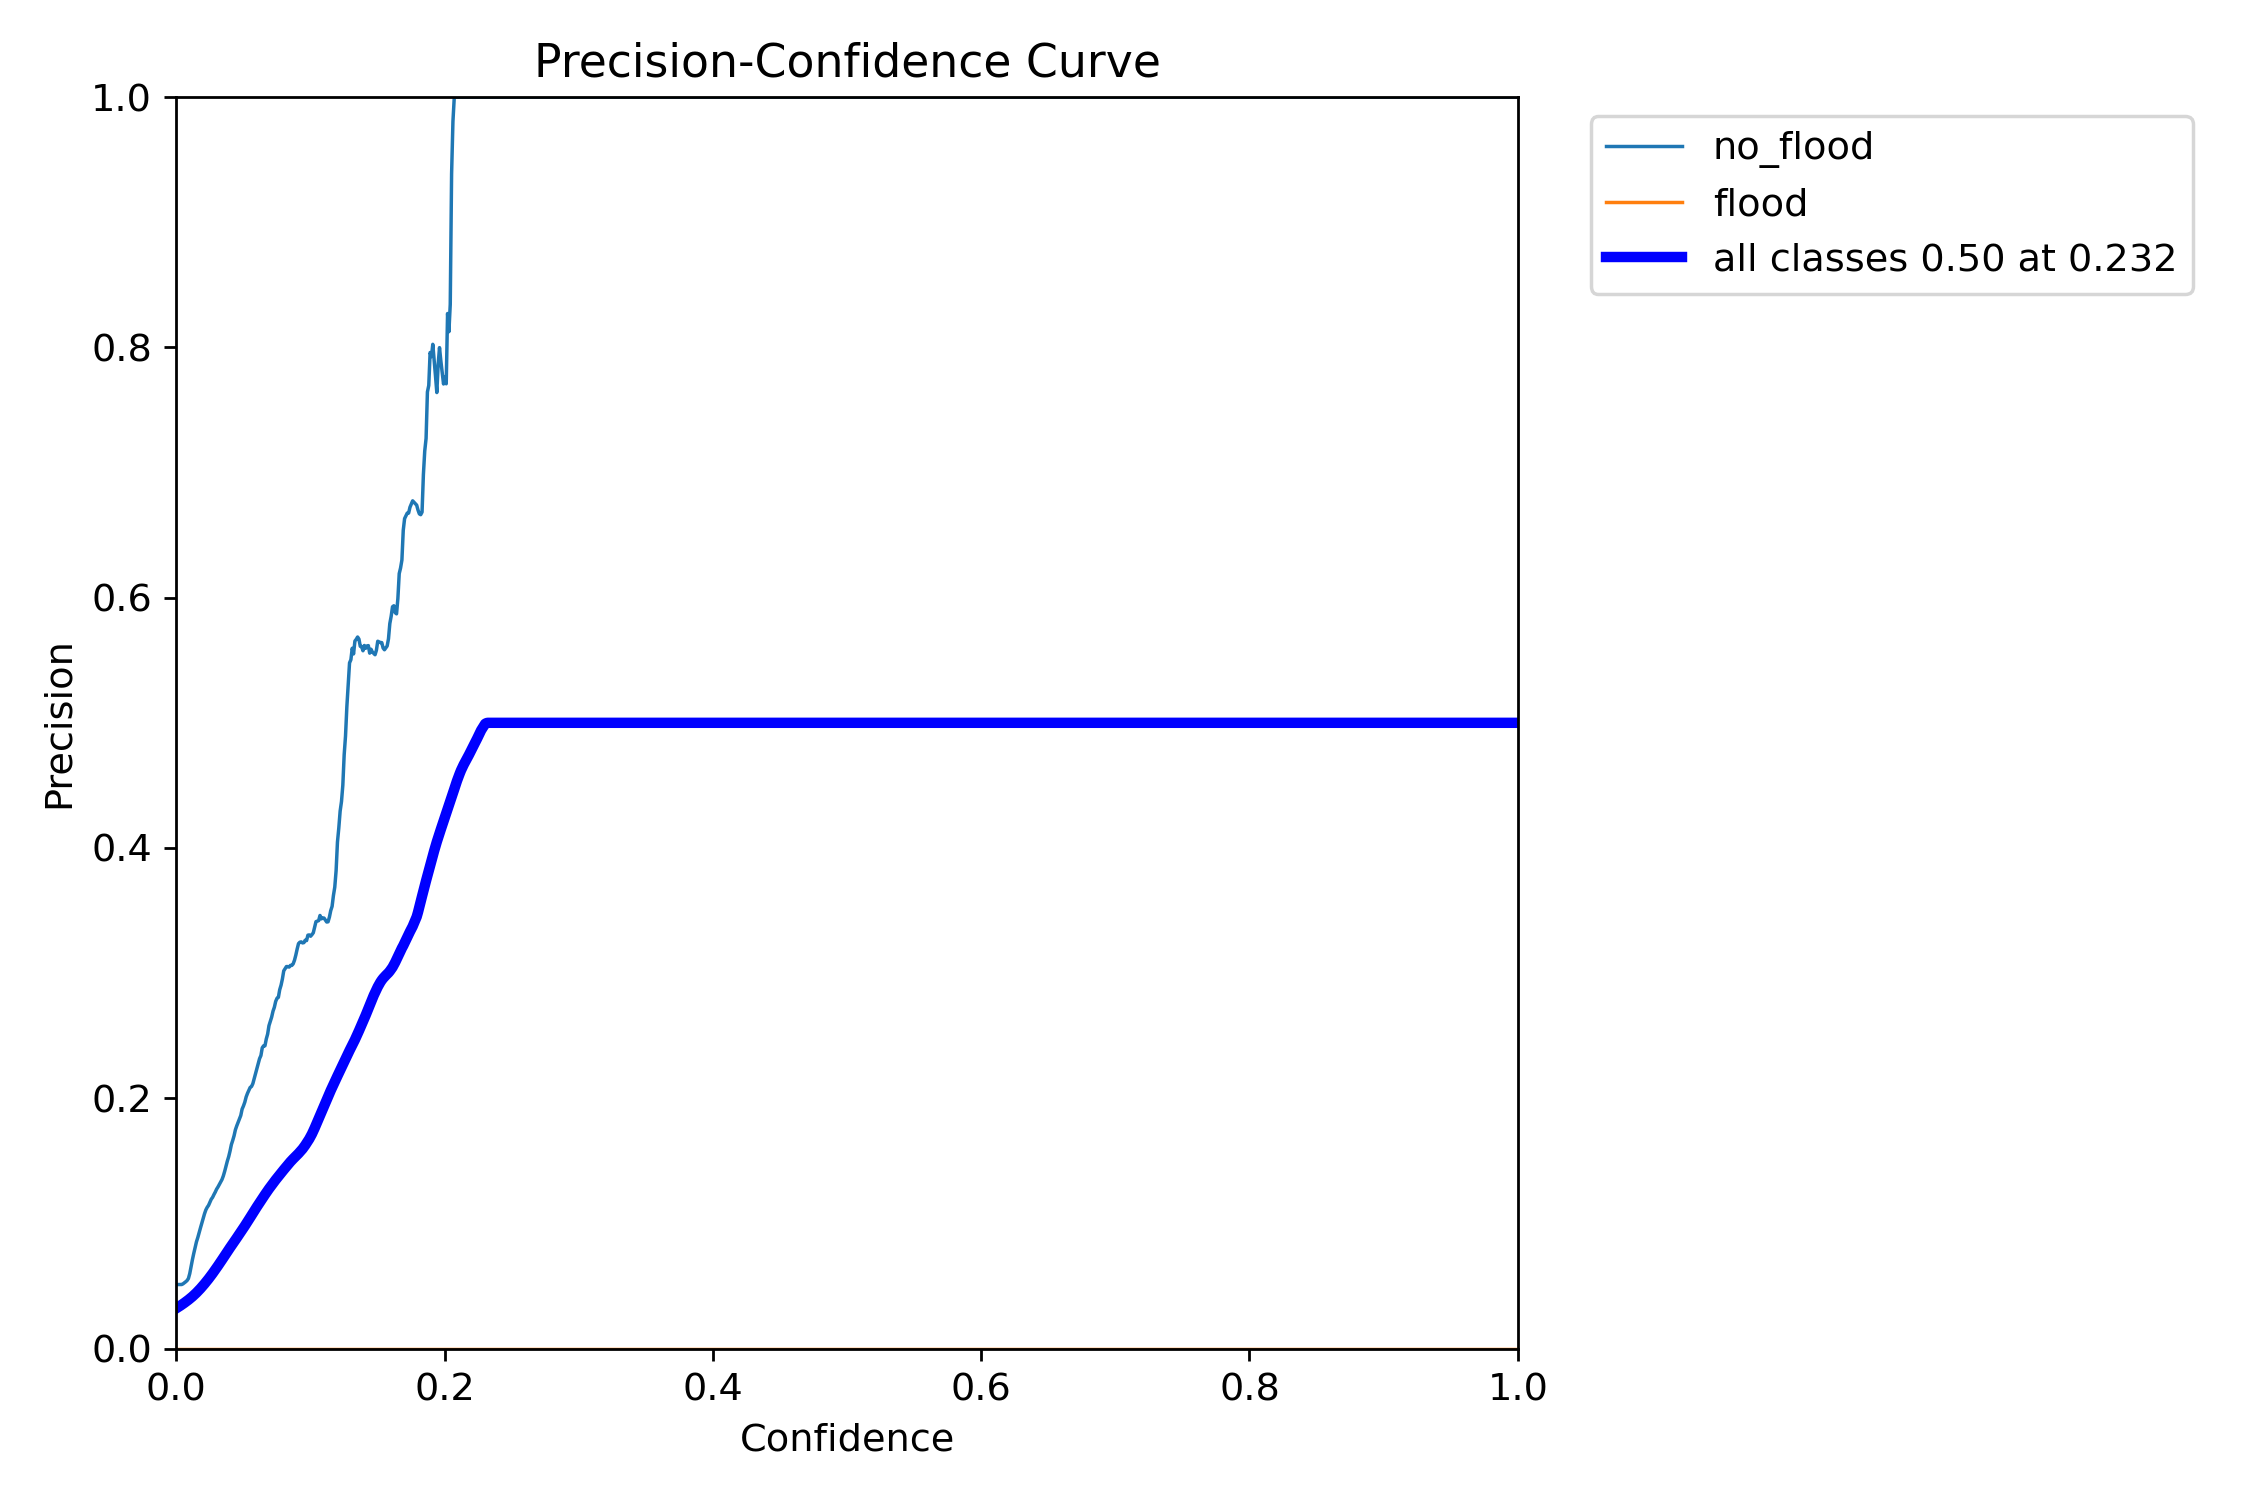 Precision-Confidence Curve
1.0
0.8
0.6
0.4
0.2
0.0
Precision
0.0 0.2 0.4 0.6 0.8 1.0
Confidence
no_flood
flood
all classes 0.50 at 0.232